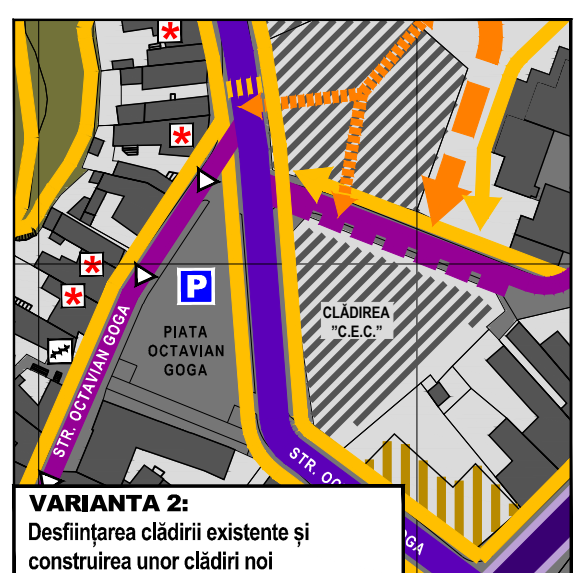 P
PIATA
OCTAVIAN
GOGA
CLĂDIREA
"C.E.C."
STR. OCTAVIAN GOGA
STR. OC
GA
VARIANTA 2:
Desființarea clădirii existente și
construirea unor clădiri noi